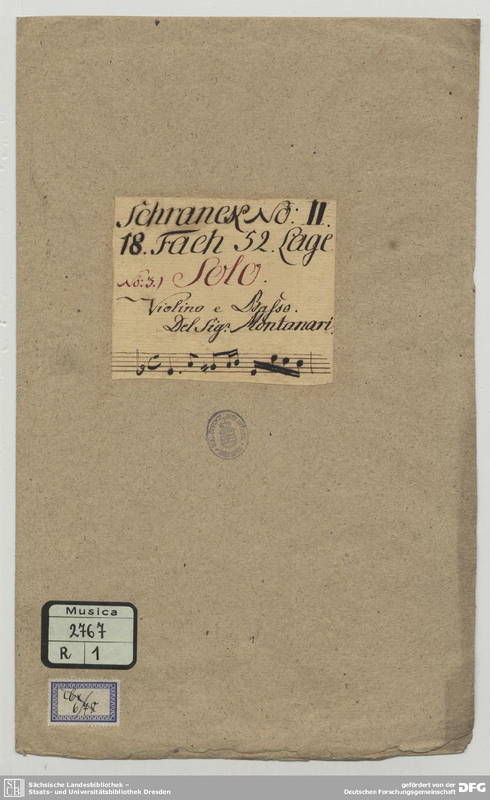 Schranck No: II.
18. Fach 52. Lage
No: 3.) Solo.
Violino e Basso.
Del Sigr: Montanari.
Musica
2767
R 1
Sächsische Landesbibliothek –
Staats- und Universitätsbibliothek Dresden
gefördert von der
Deutschen Forschungsgemeinschaft
DFG